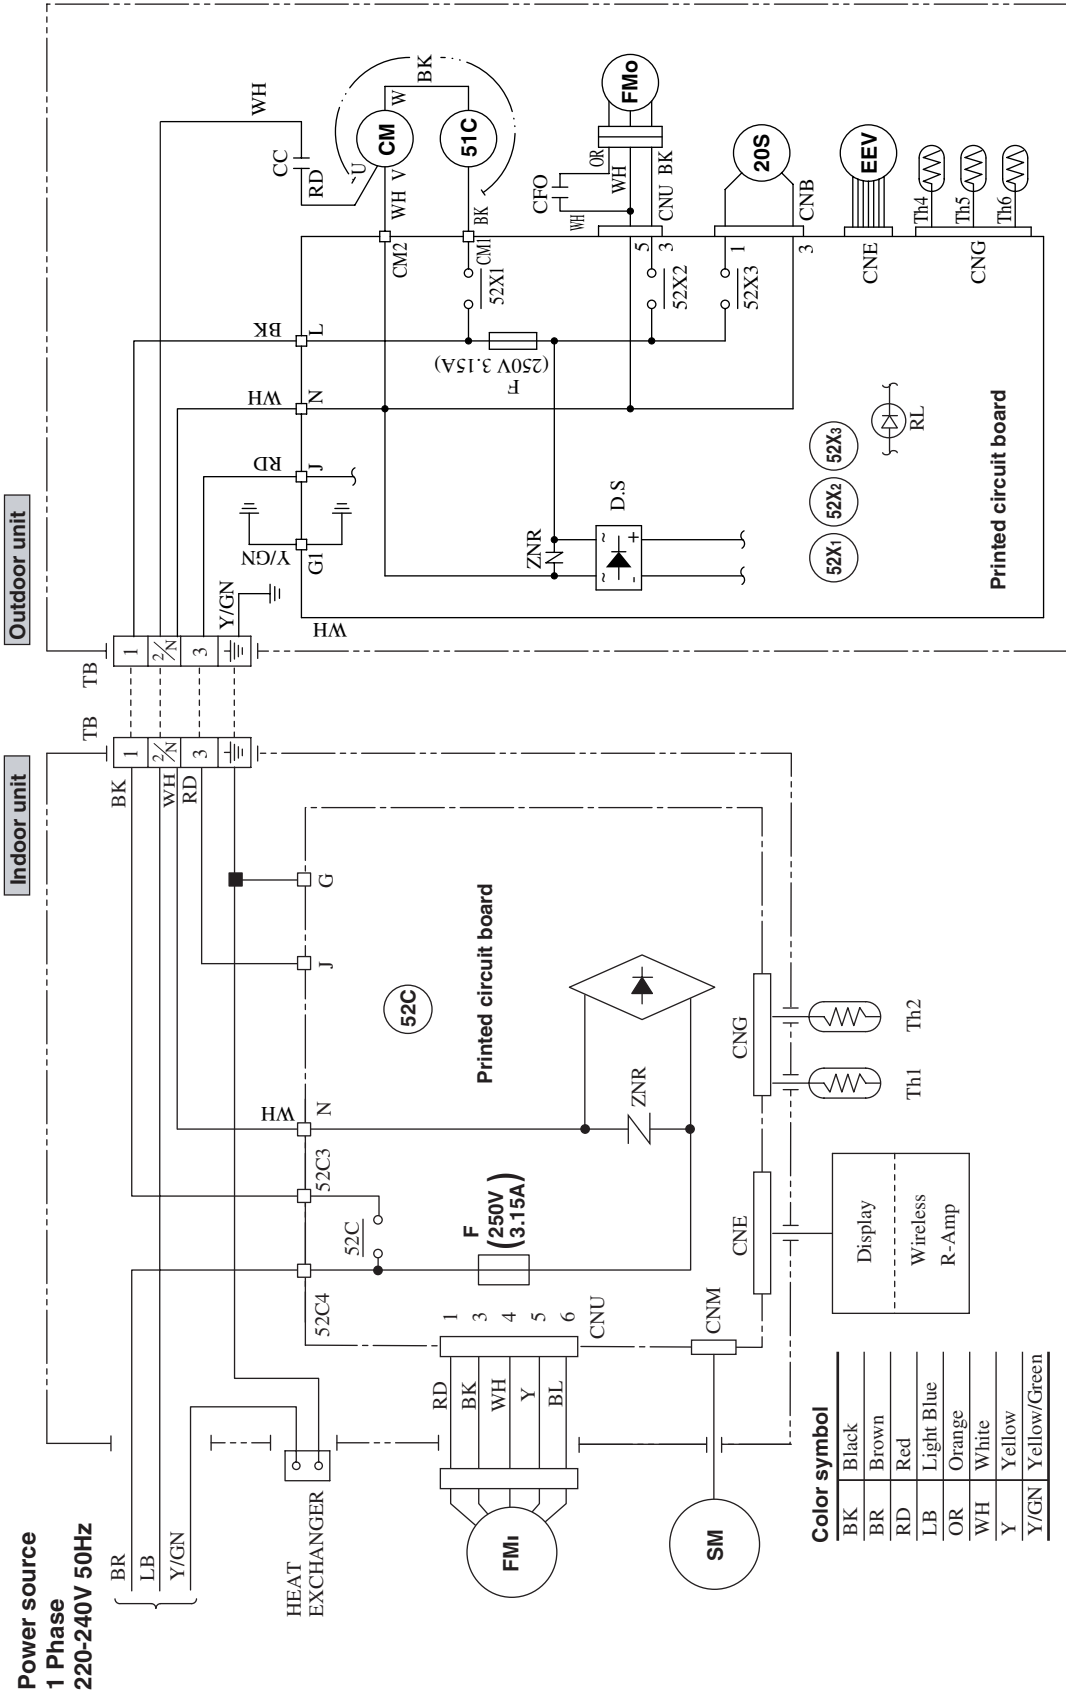 Power source
1 Phase
220-240V 50Hz
BR
LB
Y/GN
HEAT
EXCHANGER
Indoor unit
TB
1
2/N
3
BK
WH
RD
G
J
WH
N
52C3
52C4
52C
Printed circuit board
52C
F
(250V
3.15A)
ZNR
1
3
4
5
6
CNU
RD
BK
WH
Y
BL
FMI
SM
CNM
CNE
CNG
Th1
Th2
Display
Wireless
R-Amp
Color symbol
BK Black
BR Brown
RD Red
LB Light Blue
OR Orange
WH White
Y Yellow
Y/GN Yellow/Green
Outdoor unit
TB
1
2/N
3
Y/GN
WH
Y/GN
G1
RD
J
WH
N
BK
L
F
(250V 3.15A)
WH
CC
RD
U
CM
W
BK
51C
WH V
BK
CM2
CM1
52X1
CFO
OR
WH
WH
BK
FMo
CNU
5
3
52X2
20S
CNB
1
3
52X3
EEV
CNE
Th4
Th5
Th6
CNG
ZNR
D.S
~
~
-
+
52X1
52X2
52X3
RL
Printed circuit board